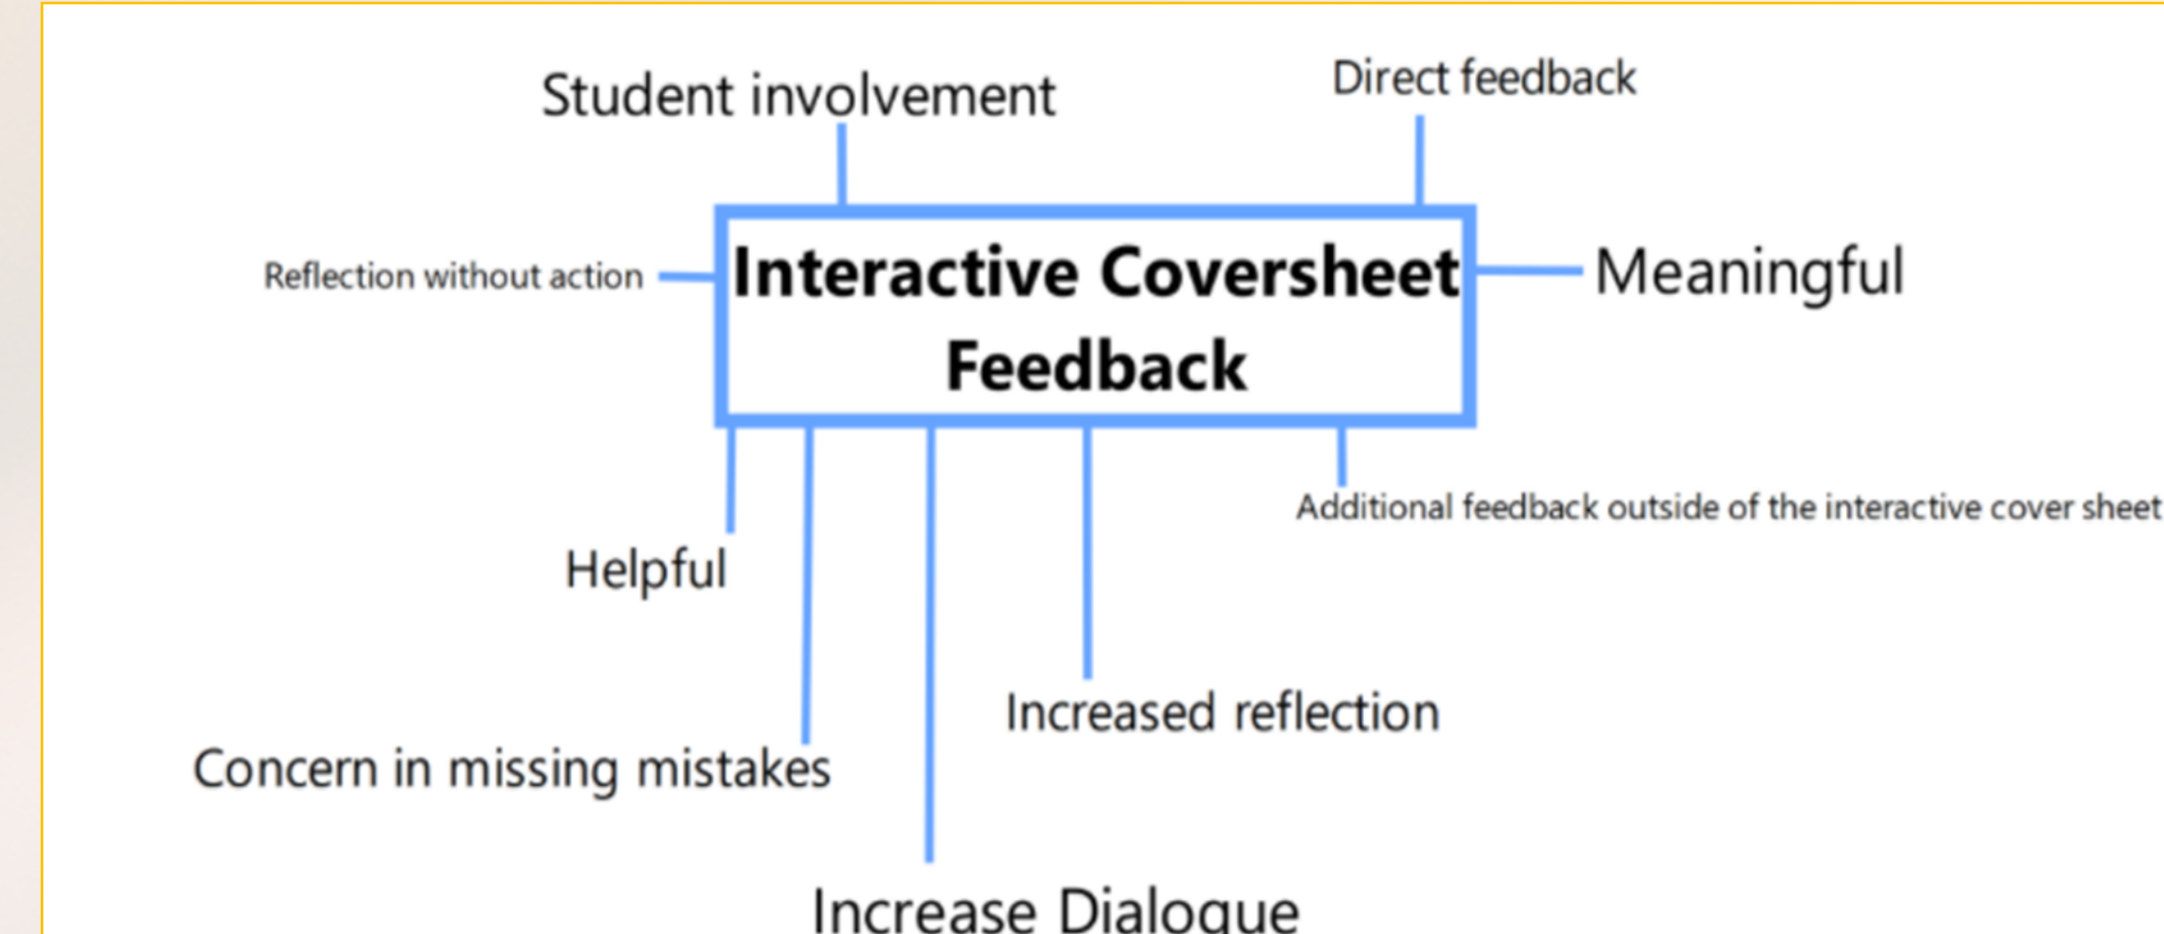 Student involvement
Direct feedback
Reflection without action
Interactive Coversheet
Feedback
Meaningful
Additional feedback outside of the interactive cover sheet
Helpful
Increased reflection
Concern in missing mistakes
Increase Dialogue